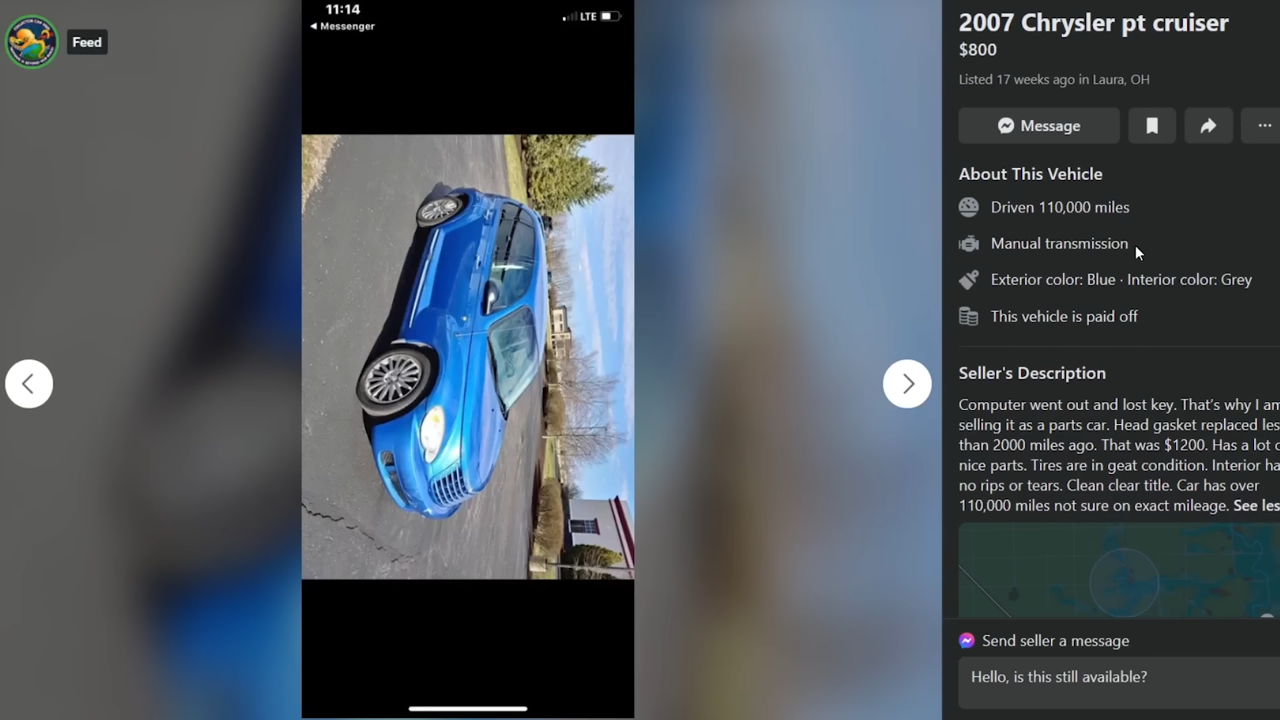 Feed
11:14
LTE
Messenger
2007 Chrysler pt cruiser
$800
Listed 17 weeks ago in Laura, OH
Message
About This Vehicle
Driven 110,000 miles
Manual transmission
Exterior color: Blue · Interior color: Grey
This vehicle is paid off
Seller's Description
Computer went out and lost key. That's why I am
selling it as a parts car. Head gasket replaced les
than 2000 miles ago. That was $1200. Has a lot o
nice parts. Tires are in geat condition. Interior ha
no rips or tears. Clean clear title. Car has over
110,000 miles not sure on exact mileage. See les
Send seller a message
Hello, is this still available?